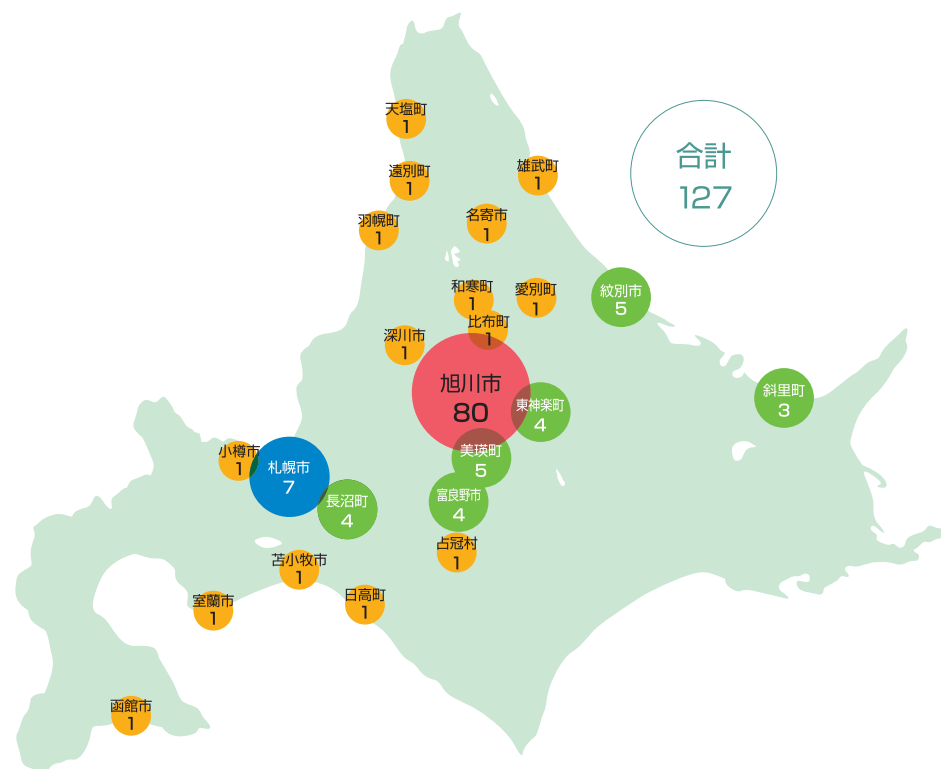 天塩町
1
遠別町
1
雄武町
1
合計
127
羽幌町
1
名寄市
1
和寒町
1
愛別町
1
紋別市
5
比布町
1
深川市
1
旭川市
80
東神楽町
4
斜里町
3
美瑛町
5
小樽市
1
札幌市
7
長沼町
4
富良野市
4
占冠村
1
苫小牧市
1
室蘭市
1
日高町
1
函館市
1